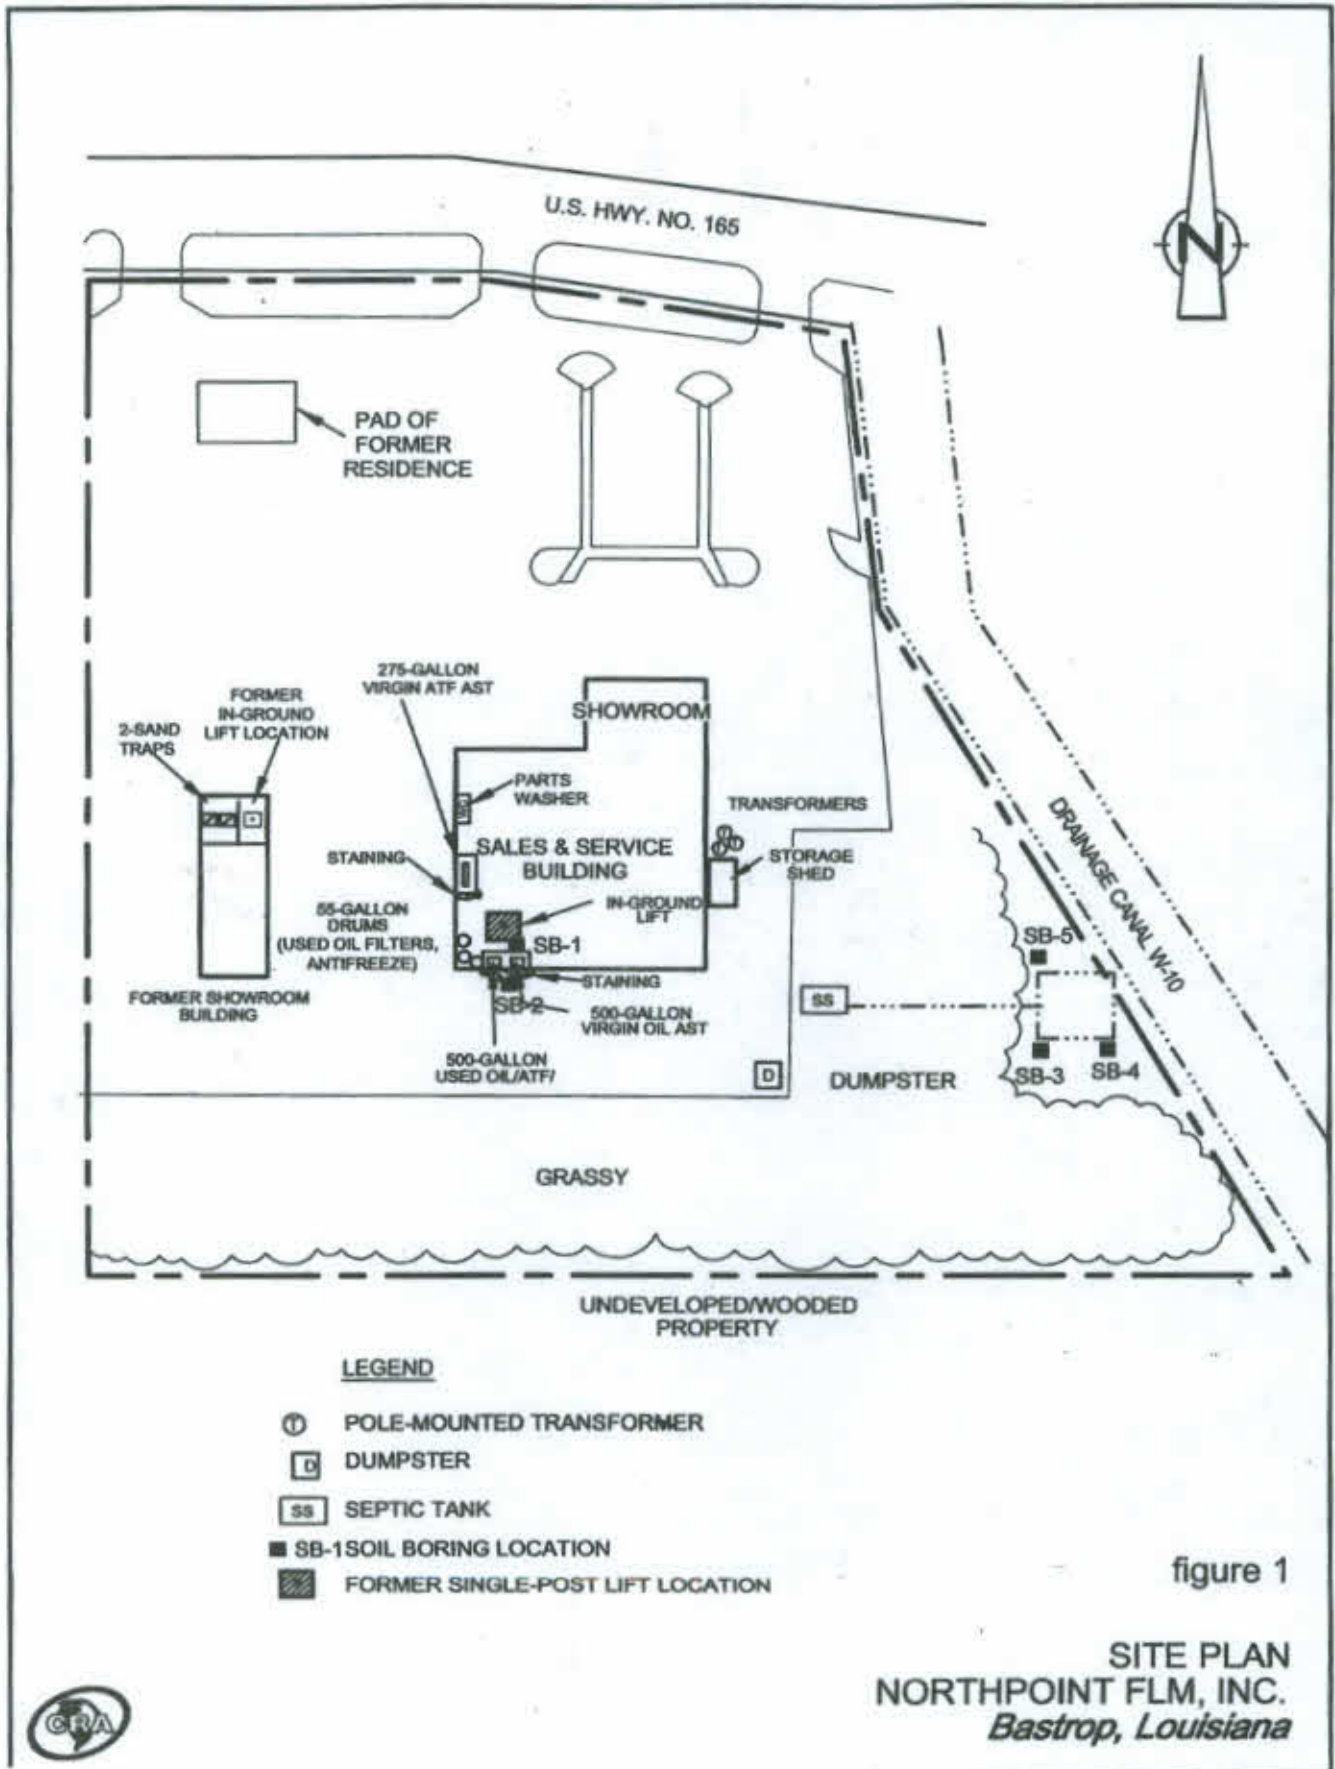 U.S. HWY. NO. 165
N
PAD OF
FORMER
RESIDENCE
275-GALLON
VIRGIN ATF AST
FORMER
IN-GROUND
LIFT LOCATION
2-SAND
TRAPS
SHOWROOM
PARTS
WASHER
TRANSFORMERS
T
T
T
SALES & SERVICE
BUILDING
STORAGE
SHED
STAINING
IN-GROUND
LIFT
55-GALLON
DRUMS
(USED OIL FILTERS,
ANTIFREEZE)
SB-1
STAINING
SB-2
500-GALLON
VIRGIN OIL AST
500-GALLON
USED OIL/ATF/
FORMER SHOWROOM
BUILDING
DRAINAGE CANAL W-10
SB-5
SS
SB-3
SB-4
D
DUMPSTER
GRASSY
UNDEVELOPED/WOODED
PROPERTY
LEGEND
T POLE-MOUNTED TRANSFORMER
D DUMPSTER
SS SEPTIC TANK
SB-1 SOIL BORING LOCATION
FORMER SINGLE-POST LIFT LOCATION
figure 1
SITE PLAN
NORTHPOINT FLM, INC.
Bastrop, Louisiana
CRA